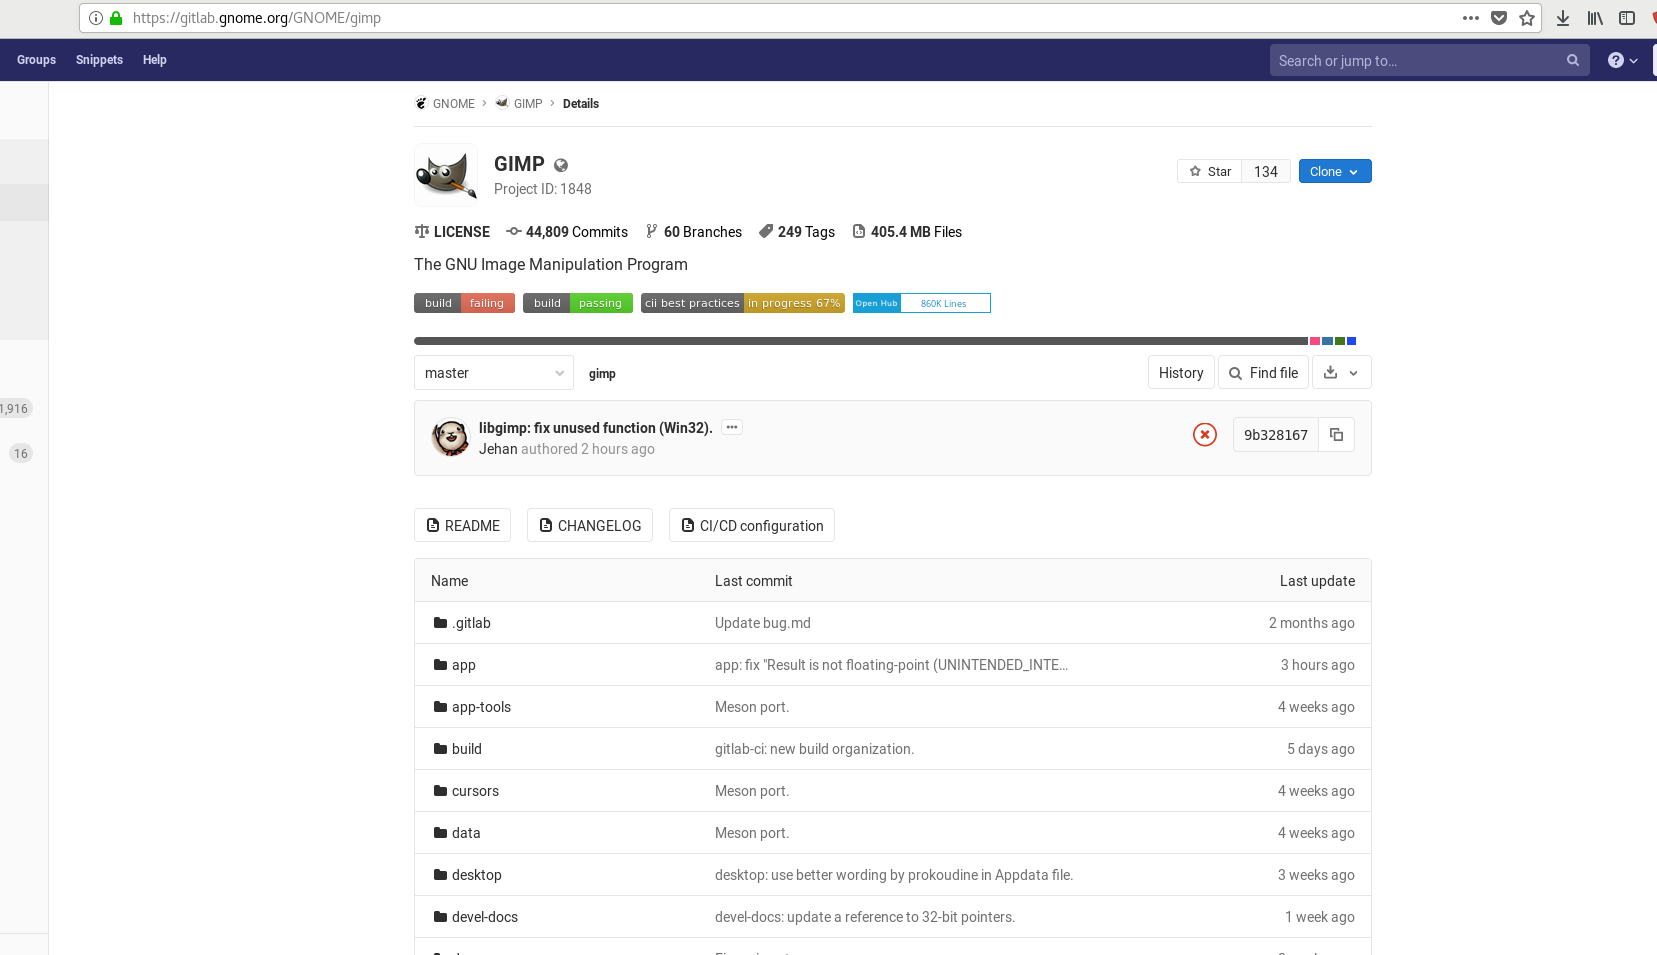 https://gitlab.gnome.org/GNOME/gimp
Groups Snippets Help Search or jump to…
GNOME > GIMP > Details
GIMP
Project ID: 1848
Star 134 Clone
LICENSE 44,809 Commits 60 Branches 249 Tags 405.4 MB Files
The GNU Image Manipulation Program
build failing build passing cii best practices in progress 67% Open Hub 860K Lines
master gimp History Find file
1,916
libgimp: fix unused function (Win32).
Jehan authored 2 hours ago
9b328167
16
README CHANGELOG CI/CD configuration
Name Last commit Last update
.gitlab Update bug.md 2 months ago
app app: fix "Result is not floating-point (UNINTENDED_INTE… 3 hours ago
app-tools Meson port. 4 weeks ago
build gitlab-ci: new build organization. 5 days ago
cursors Meson port. 4 weeks ago
data Meson port. 4 weeks ago
desktop desktop: use better wording by prokoudine in Appdata file. 3 weeks ago
devel-docs devel-docs: update a reference to 32-bit pointers. 1 week ago